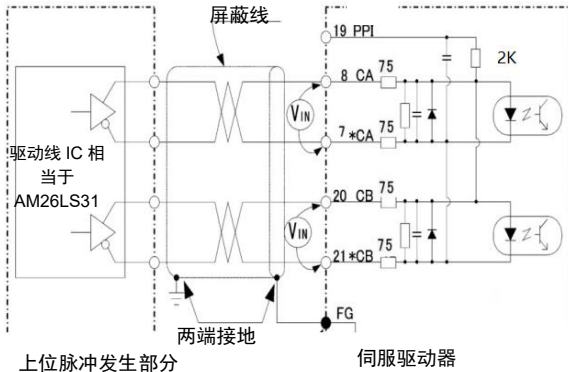 屏蔽线
19 PPI
2K
8 CA 75
VIN
7 *CA 75
驱动线 IC 相
当于
AM26LS31
20 CB 75
VIN
21 *CB 75
FG
两端接地
上位脉冲发生部分
伺服驱动器